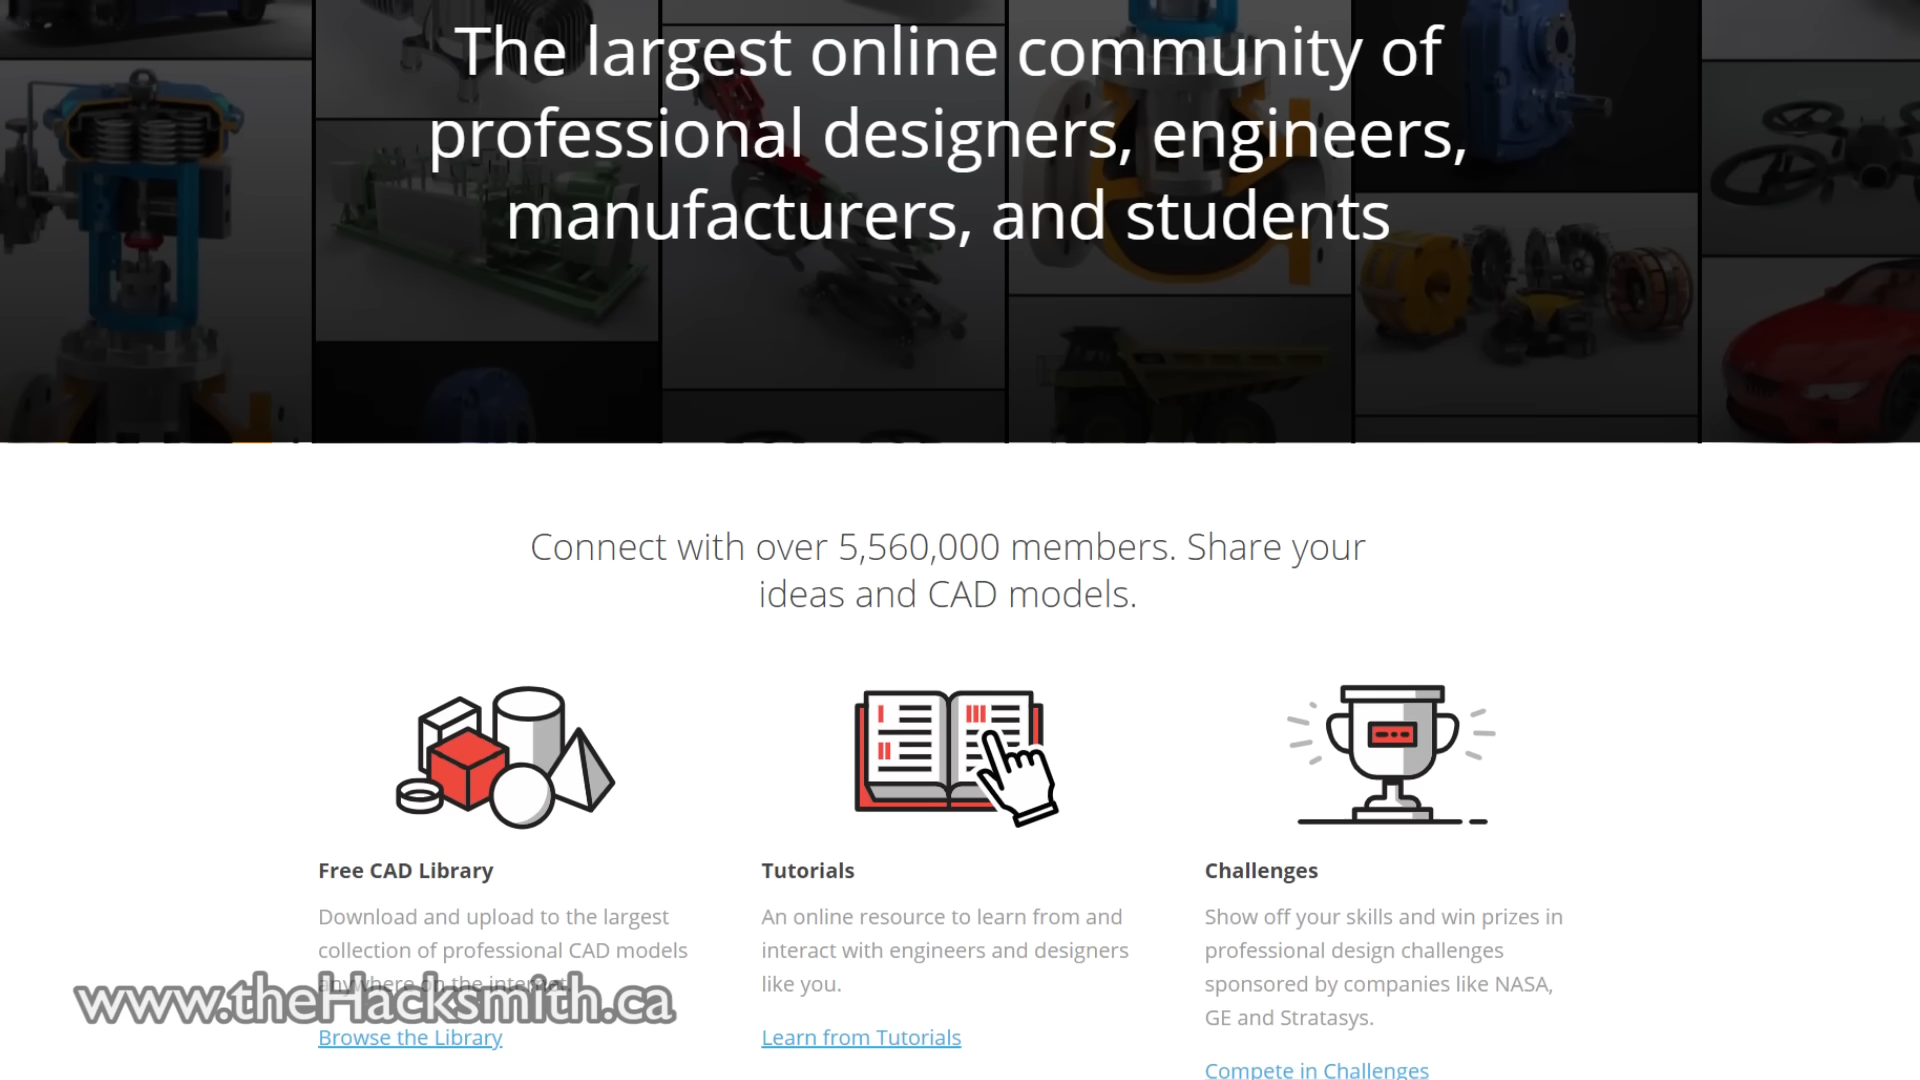 The largest online community of
professional designers, engineers,
manufacturers, and students
Connect with over 5,560,000 members. Share your
ideas and CAD models.
Free CAD Library
Download and upload to the largest
collection of professional CAD models
anywhere on the internet.
Browse the Library
Tutorials
An online resource to learn from and
interact with engineers and designers
like you.
Learn from Tutorials
Challenges
Show off your skills and win prizes in
professional design challenges
sponsored by companies like NASA,
GE and Stratasys.
Compete in Challenges
www.theHacksmith.ca